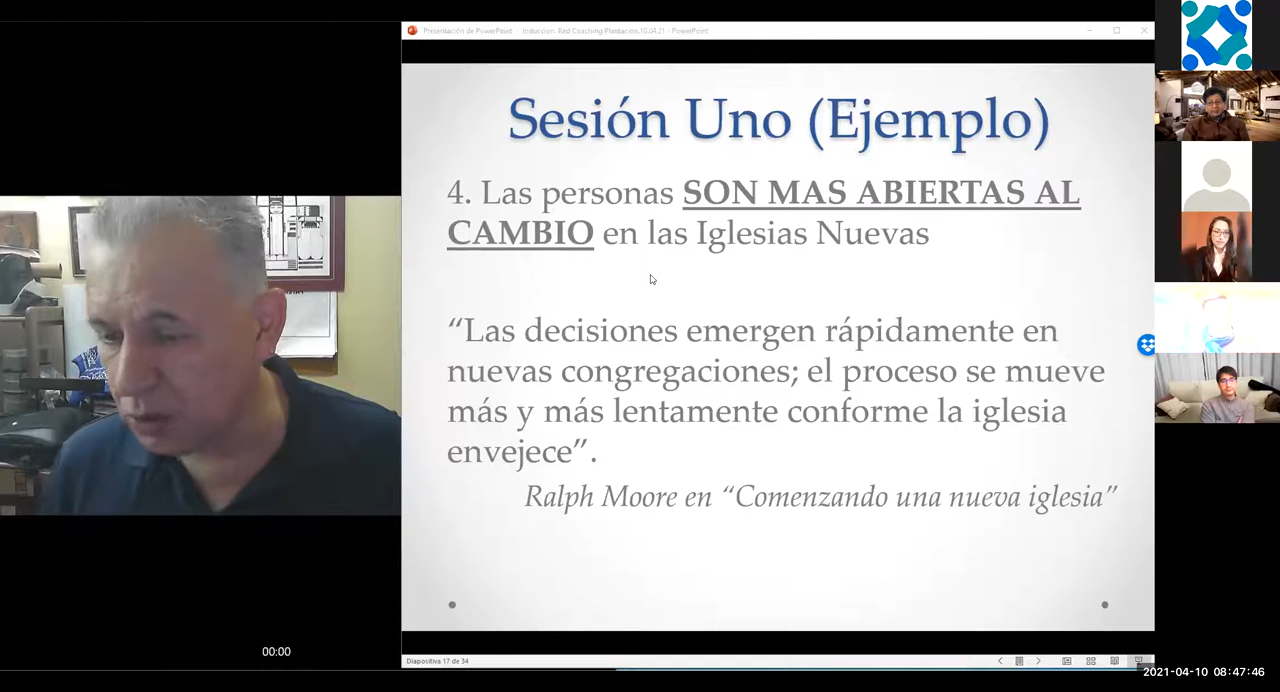 Presentación de PowerPoint - Induccion. Red Coaching Plantacion.10.04.21 - PowerPoint
Sesión Uno (Ejemplo)
4. Las personas SON MAS ABIERTAS AL
CAMBIO en las Iglesias Nuevas
“Las decisiones emergen rápidamente en
nuevas congregaciones; el proceso se mueve
más y más lentamente conforme la iglesia
envejece”.
Ralph Moore en “Comenzando una nueva iglesia”
00:00
Diapositiva 17 de 34
2021-04-10 08:47:46